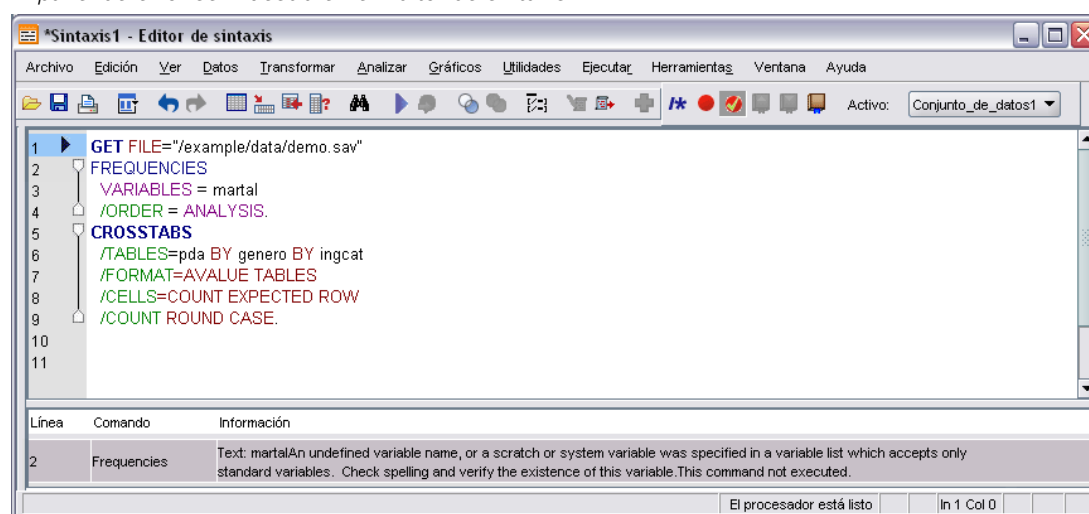 *Sintaxis1 - Editor de sintaxis
Archivo Edición Ver Datos Transformar Analizar Gráficos Utilidades Ejecutar Herramientas Ventana Ayuda
Activo: Conjunto_de_datos1
1 GET FILE="/example/data/demo.sav"
2 FREQUENCIES
3 VARIABLES = martal
4 /ORDER = ANALYSIS.
5 CROSSTABS
6 /TABLES=pda BY genero BY ingcat
7 /FORMAT=AVALUE TABLES
8 /CELLS=COUNT EXPECTED ROW
9 /COUNT ROUND CASE.
10
11
Línea Comando Información
2 Frequencies Text: martalAn undefined variable name, or a scratch or system variable was specified in a variable list which accepts only
standard variables. Check spelling and verify the existence of this variable.This command not executed.
El procesador está listo In 1 Col 0